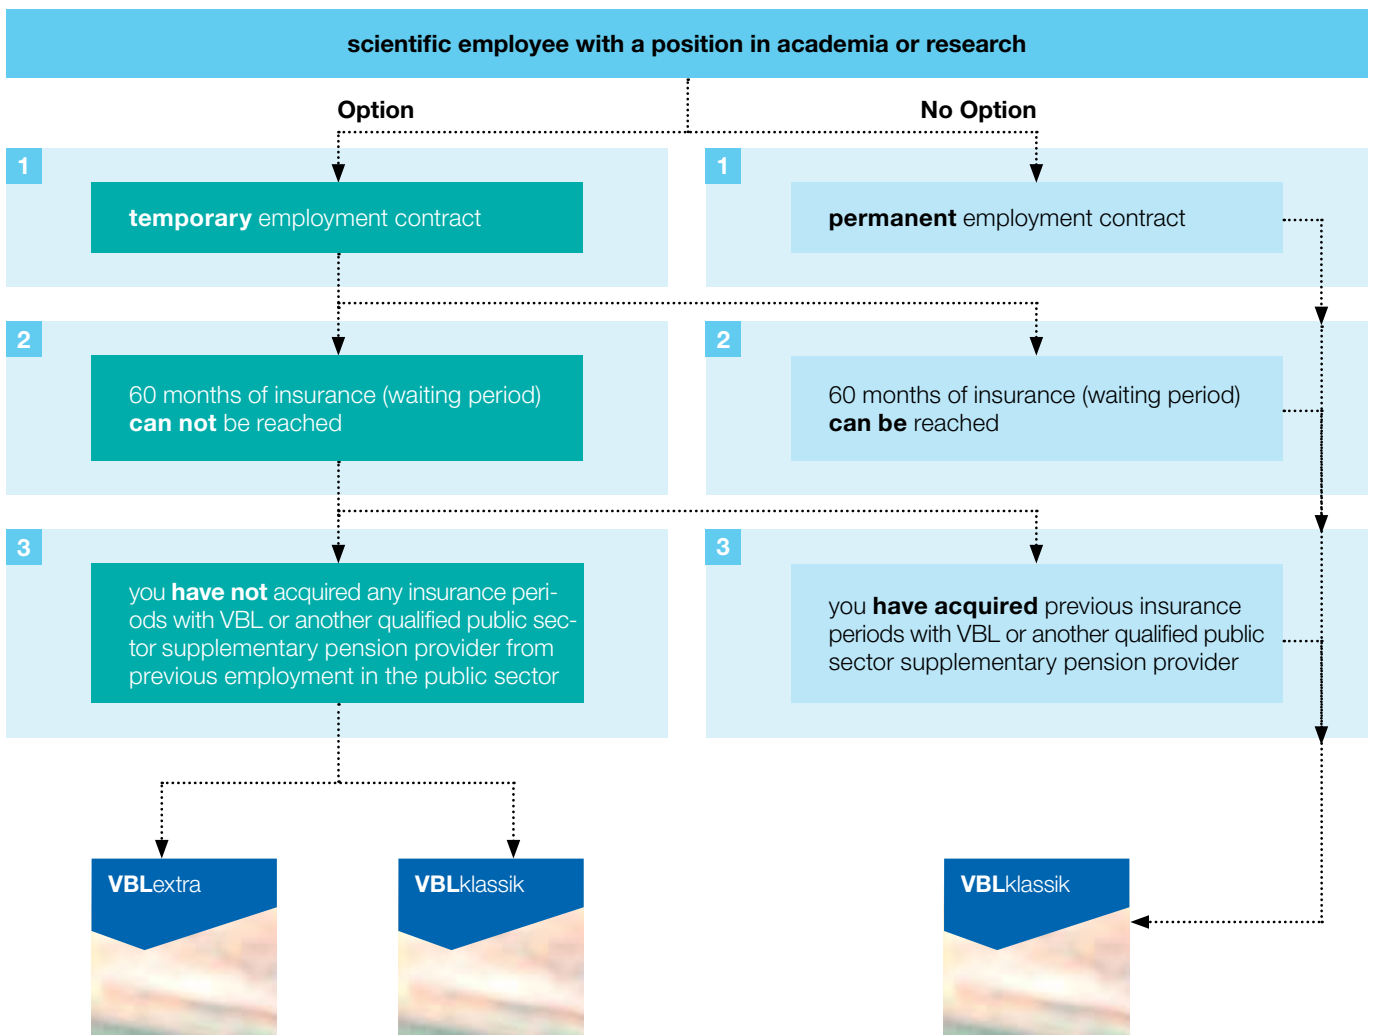 scientific employee with a position in academia or research
Option
No Option
1
temporary employment contract
1
permanent employment contract
2
60 months of insurance (waiting period)
can not be reached
2
60 months of insurance (waiting period)
can be reached
3
you have not acquired any insurance peri-
ods with VBL or another qualified public sec-
tor supplementary pension provider from
previous employment in the public sector
3
you have acquired previous insurance
periods with VBL or another qualified public
sector supplementary pension provider
VBLextra
VBLklassik
VBLklassik